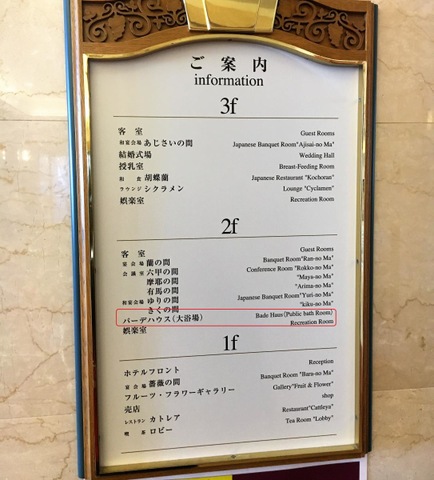 ご案内
information
3f
客室 Guest Rooms
和宴会場 あじさいの間 Japanese Banquet Room"Ajisai-no Ma"
結婚式場 Wedding Hall
授乳室 Breast-Feeding Room
和食 胡蝶蘭 Japanese Restaurant "Kochoran"
ラウンジ シクラメン Lounge "Cyclamen"
娯楽室 Recreation Room
2f
客室 Guest Rooms
宴会場 蘭の間 Banquet Room"Ran-no Ma"
会議室 六甲の間 Conference Room "Rokko-no Ma"
摩耶の間 "Maya-no Ma"
有馬の間 "Arima-no Ma"
和宴会場 ゆりの間 Japanese Banquet Room"Yuri-no Ma"
きくの間 "kiku-no Ma"
バーデハウス(大浴場) Bade Haus(Public bath Room)
娯楽室 Recreation Room
1f
ホテルフロント Reception
宴会場 薔薇の間 Banquet Room "Bara-no Ma"
フルーツ・フラワーギャラリー Gallery"Fruit & Flower"
売店 shop
レストラン カトレア Restaurant"Cattleya"
喫茶 ロビー Tea Room "Lobby"